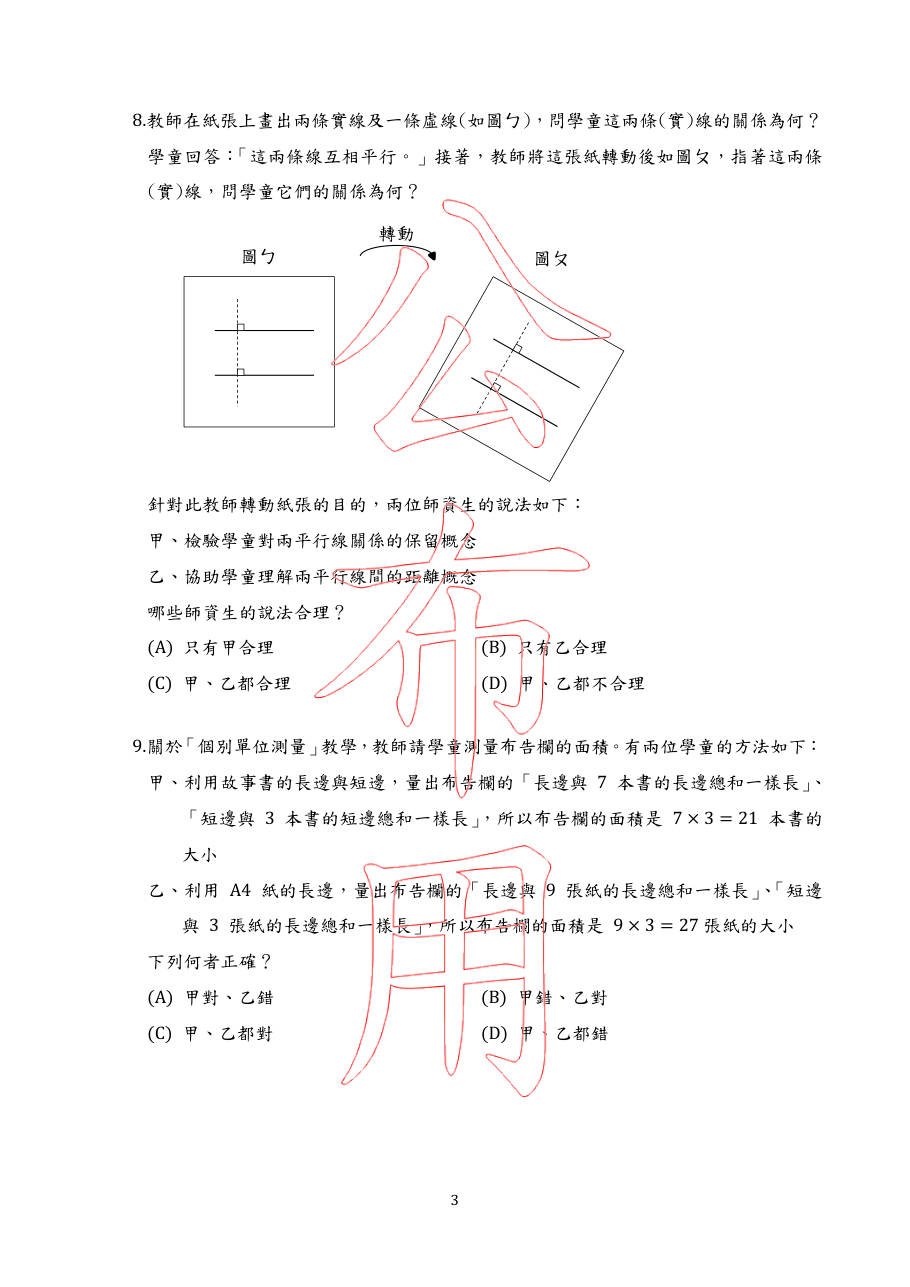 8.教師在紙張上畫出兩條實線及一條虛線(如圖ㄅ)，問學童這兩條(實)線的關係為何？
學童回答：「這兩條線互相平行。」接著，教師將這張紙轉動後如圖ㄆ，指著這兩條
(實)線，問學童它們的關係為何？
轉動
圖ㄅ
圖ㄆ
針對此教師轉動紙張的目的，兩位師資生的說法如下：
甲、檢驗學童對兩平行線關係的保留概念
乙、協助學童理解兩平行線間的距離概念
哪些師資生的說法合理？
(A) 只有甲合理 (B) 只有乙合理
(C) 甲、乙都合理 (D) 甲、乙都不合理
9.關於「個別單位測量」教學，教師請學童測量布告欄的面積。有兩位學童的方法如下：
甲、利用故事書的長邊與短邊，量出布告欄的「長邊與 7 本書的長邊總和一樣長」、
「短邊與 3 本書的短邊總和一樣長」，所以布告欄的面積是 7 × 3 = 21 本書的
大小
乙、利用 A4 紙的長邊，量出布告欄的「長邊與 9 張紙的長邊總和一樣長」、「短邊
與 3 張紙的長邊總和一樣長」，所以布告欄的面積是 9 × 3 = 27 張紙的大小
下列何者正確？
(A) 甲對、乙錯 (B) 甲錯、乙對
(C) 甲、乙都對 (D) 甲、乙都錯
公
布
用
3